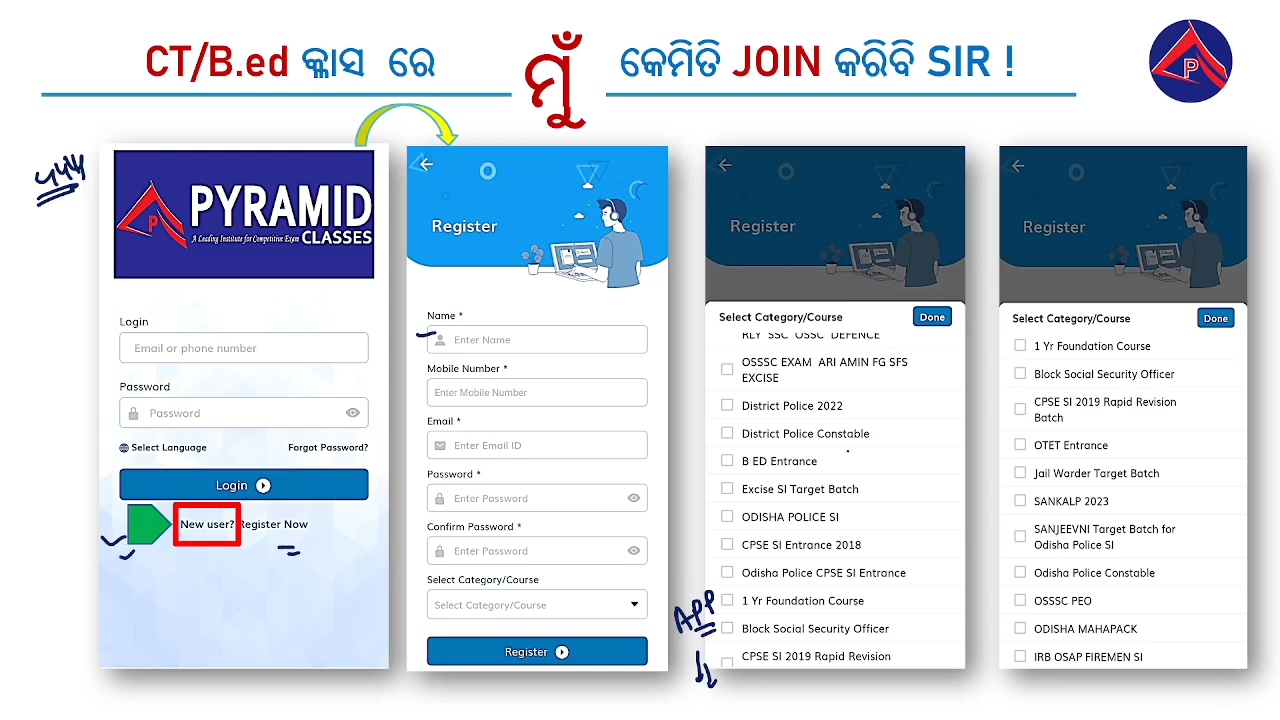 CT/B.ed କ୍ଲାସ ରେ ମୁଁ କେମିତି JOIN କରିବି SIR !
P
PYRAMID
P
A Leading Institute for Competitive Exam CLASSES
Login
Email or phone number
Password
Password
Select Language Forgot Password?
Login
New user? Register Now
Register
Name *
Enter Name
Mobile Number *
Enter Mobile Number
Email *
Enter Email ID
Password *
Enter Password
Confirm Password *
Enter Password
Select Category/Course
Select Category/Course
Register
Register
Select Category/Course Done
RLY SSC OSSC DEFENCE
OSSSC EXAM ARI AMIN FG SFS
EXCISE
District Police 2022
District Police Constable
B ED Entrance
Excise SI Target Batch
ODISHA POLICE SI
CPSE SI Entrance 2018
Odisha Police CPSE SI Entrance
1 Yr Foundation Course
APP
Block Social Security Officer
CPSE SI 2019 Rapid Revision
Register
Select Category/Course Done
1 Yr Foundation Course
Block Social Security Officer
CPSE SI 2019 Rapid Revision
Batch
OTET Entrance
Jail Warder Target Batch
SANKALP 2023
SANJEEVNI Target Batch for
Odisha Police SI
Odisha Police Constable
OSSSC PEO
ODISHA MAHAPACK
IRB OSAP FIREMEN SI